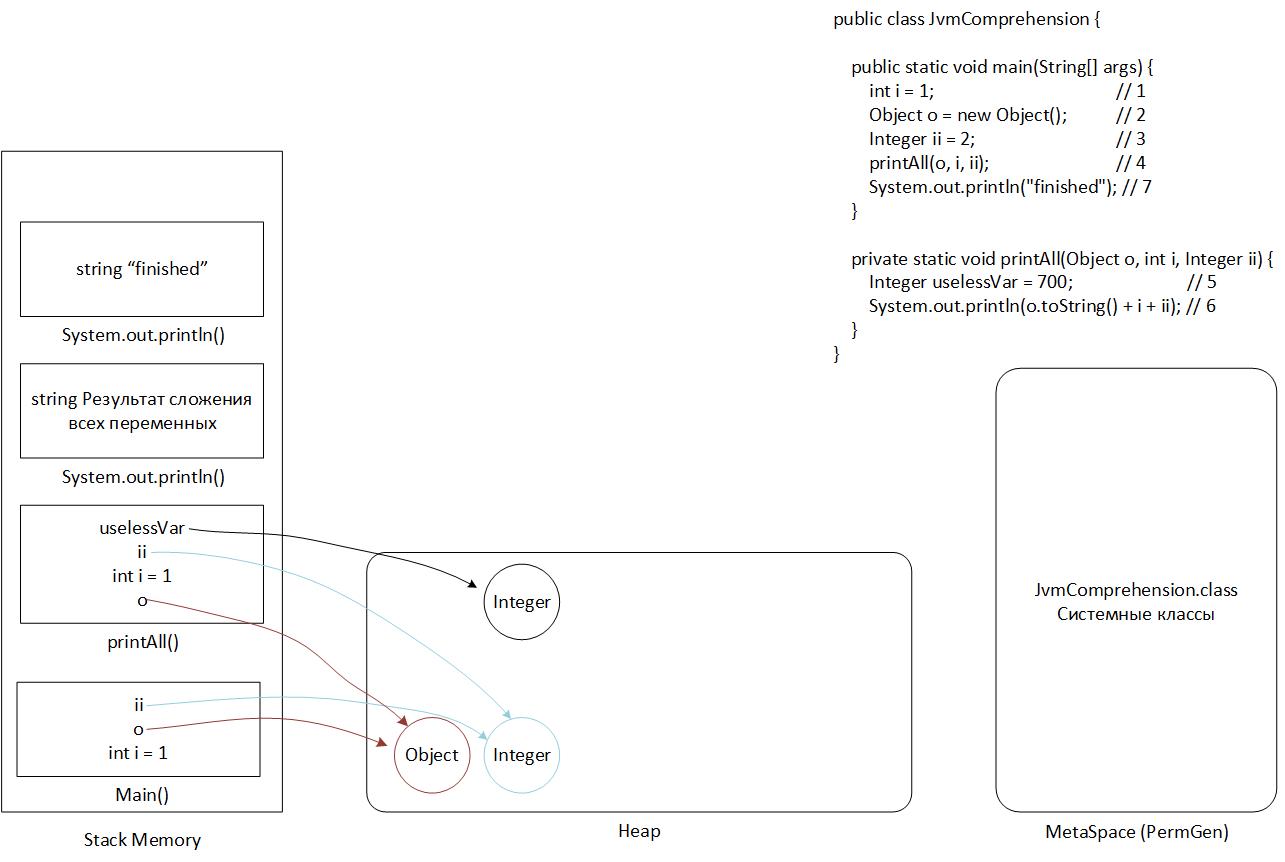 public class JvmComprehension {
public static void main(String[] args) {
int i = 1; // 1
Object o = new Object(); // 2
Integer ii = 2; // 3
printAll(o, i, ii); // 4
System.out.println("finished"); // 7
}
private static void printAll(Object o, int i, Integer ii) {
Integer uselessVar = 700; // 5
System.out.println(o.toString() + i + ii); // 6
}
}
string “finished”
System.out.println()
string Результат сложения
всех переменных
System.out.println()
uselessVar
ii
int i = 1
o
printAll()
ii
o
int i = 1
Main()
Stack Memory
Integer
Object
Integer
Heap
JvmComprehension.class
Системные классы
MetaSpace (PermGen)